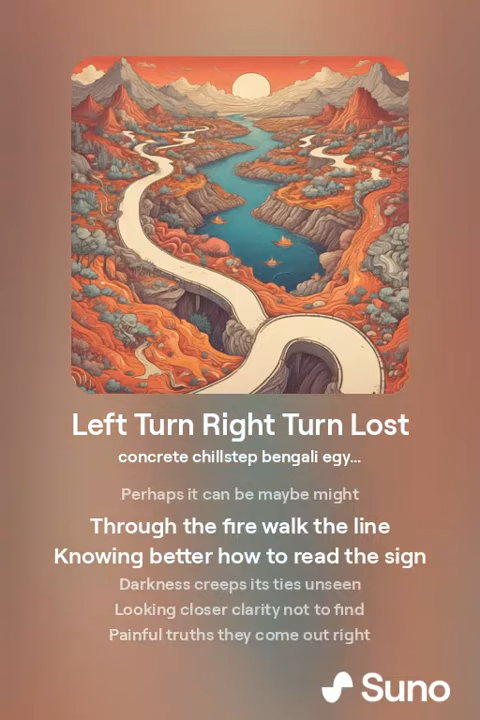 Left Turn Right Turn Lost
concrete chillstep bengali egy...
Perhaps it can be maybe might
Through the fire walk the line
Knowing better how to read the sign
Darkness creeps its ties unseen
Looking closer clarity not to find
Painful truths they come out right
Suno